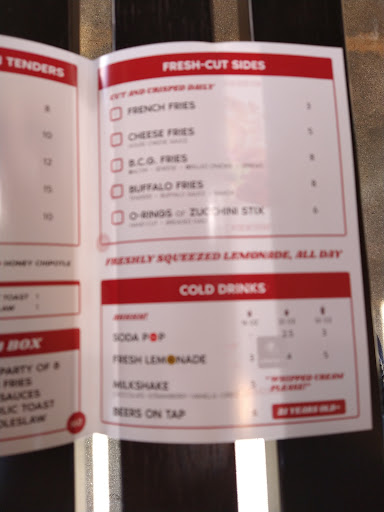 TENDERS
8
10
12
15
10
HONEY CHIPOTLE
TOAST
BOX
PARTY OF 8
FRIES
SAUCES
TOAST
COLESLAW
FRESH-CUT SIDES
CUT AND CRISPED DAILY
FRENCH FRIES 3
CHEESE FRIES 5
B.C.G. FRIES 8
BUFFALO FRIES 8
O-RINGS OR ZUCCHINI STIX 6
FRESHLY SQUEEZED LEMONADE, ALL DAY
COLD DRINKS
SODA POP 2.5 3
FRESH LEMONADE 3 4 5
MILKSHAKE 5 "WHIPPED CREAM PLEASE!"
BEERS ON TAP 6 21 YEARS OLD+